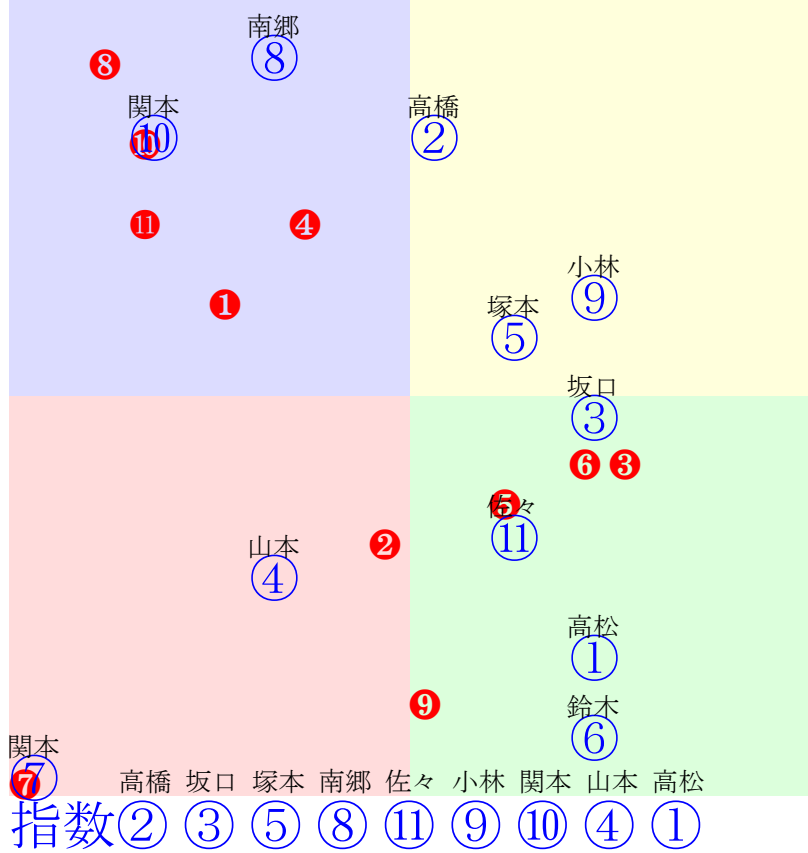 南郷
⑧
❽
関本
❿
⑩
高橋
②
⓫
❹
❶
小林
⑨
塚本
⑤
坂口
③
❻
❸
❺
佐々
⑪
❷
山本
④
高松
①
❾
鈴木
⑥
関本
⑦
❼
高橋 坂口 塚本 南郷 佐々 小林 関本 山本 高松
指数②③⑤⑧⑪⑨⑩④①